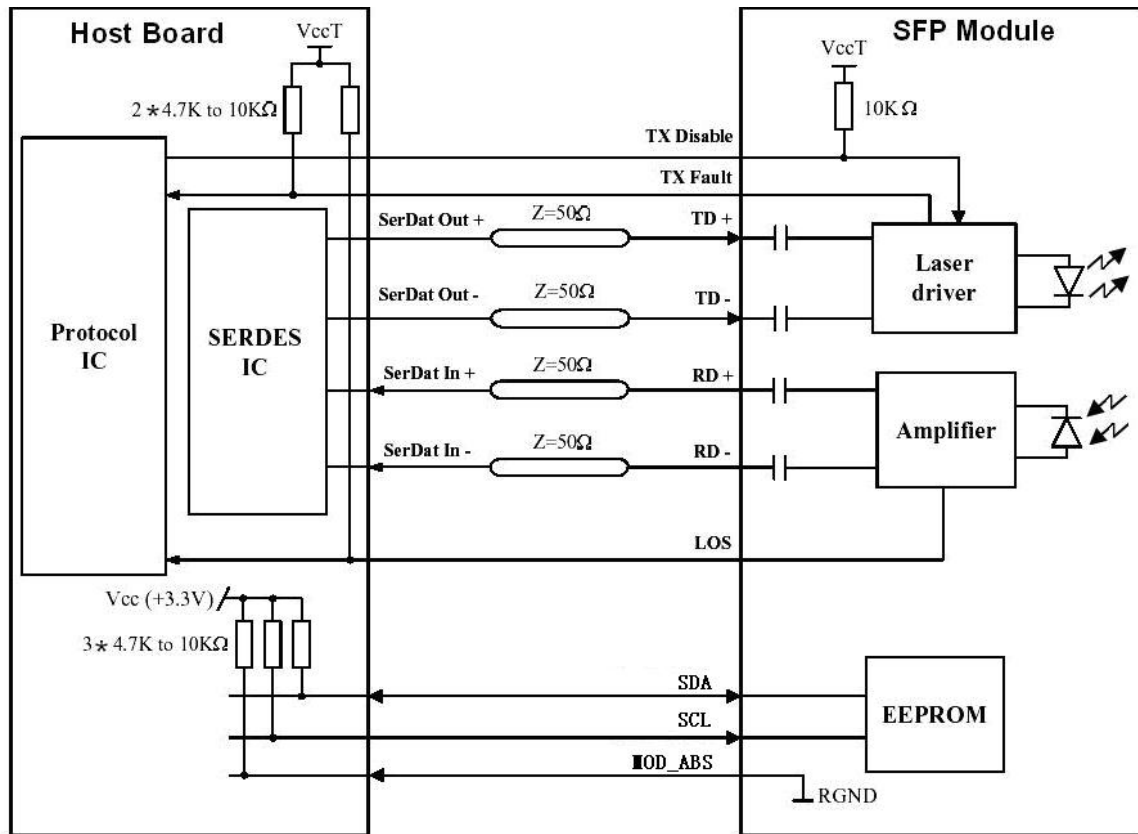 Host Board
SFP Module
VccT
VccT
2*4.7K to 10KΩ
10KΩ
TX Disable
TX Fault
SerDat Out +
Z=50Ω
TD +
SerDat Out -
Z=50Ω
TD -
Laser
driver
Protocol
IC
SERDES
IC
SerDat In +
Z=50Ω
RD +
SerDat In -
Z=50Ω
RD -
Amplifier
LOS
Vcc (+3.3V)
3* 4.7K to 10KΩ
SDA
SCL
MOD_ABS
EEPROM
RGND